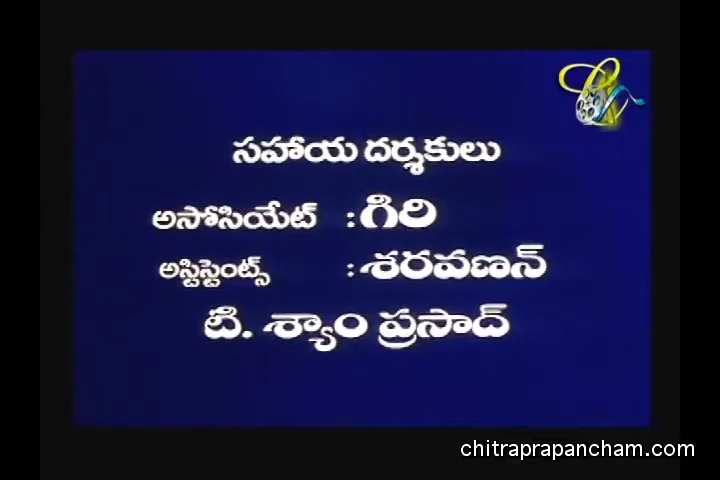 సహాయ దర్శకులు
అసోసియేట్ : గిరి
అస్టిస్టెంట్స్ : శరవణన్
టి. శ్యాం ప్రసాద్
chitraprapancham.com